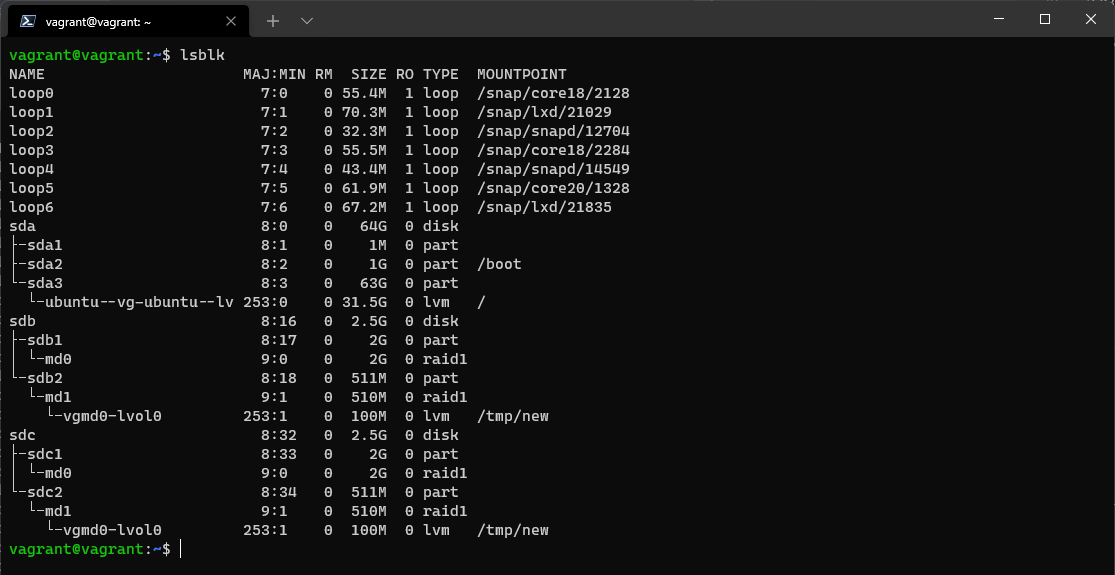 vagrant@vagrant: ~
vagrant@vagrant:~$ lsblk
NAME                      MAJ:MIN RM  SIZE RO TYPE  MOUNTPOINT
loop0                       7:0    0 55.4M  1 loop  /snap/core18/2128
loop1                       7:1    0 70.3M  1 loop  /snap/lxd/21029
loop2                       7:2    0 32.3M  1 loop  /snap/snapd/12704
loop3                       7:3    0 55.5M  1 loop  /snap/core18/2284
loop4                       7:4    0 43.4M  1 loop  /snap/snapd/14549
loop5                       7:5    0 61.9M  1 loop  /snap/core20/1328
loop6                       7:6    0 67.2M  1 loop  /snap/lxd/21835
sda                         8:0    0   64G  0 disk
├─sda1                      8:1    0    1M  0 part
├─sda2                      8:2    0    1G  0 part  /boot
└─sda3                      8:3    0   63G  0 part
  └─ubuntu--vg-ubuntu--lv 253:0    0 31.5G  0 lvm   /
sdb                         8:16   0  2.5G  0 disk
├─sdb1                      8:17   0    2G  0 part
│ └─md0                     9:0    0    2G  0 raid1
└─sdb2                      8:18   0  511M  0 part
  └─md1                     9:1    0  510M  0 raid1
    └─vgmd0-lvol0         253:1    0  100M  0 lvm   /tmp/new
sdc                         8:32   0  2.5G  0 disk
├─sdc1                      8:33   0    2G  0 part
│ └─md0                     9:0    0    2G  0 raid1
└─sdc2                      8:34   0  511M  0 part
  └─md1                     9:1    0  510M  0 raid1
    └─vgmd0-lvol0         253:1    0  100M  0 lvm   /tmp/new
vagrant@vagrant:~$